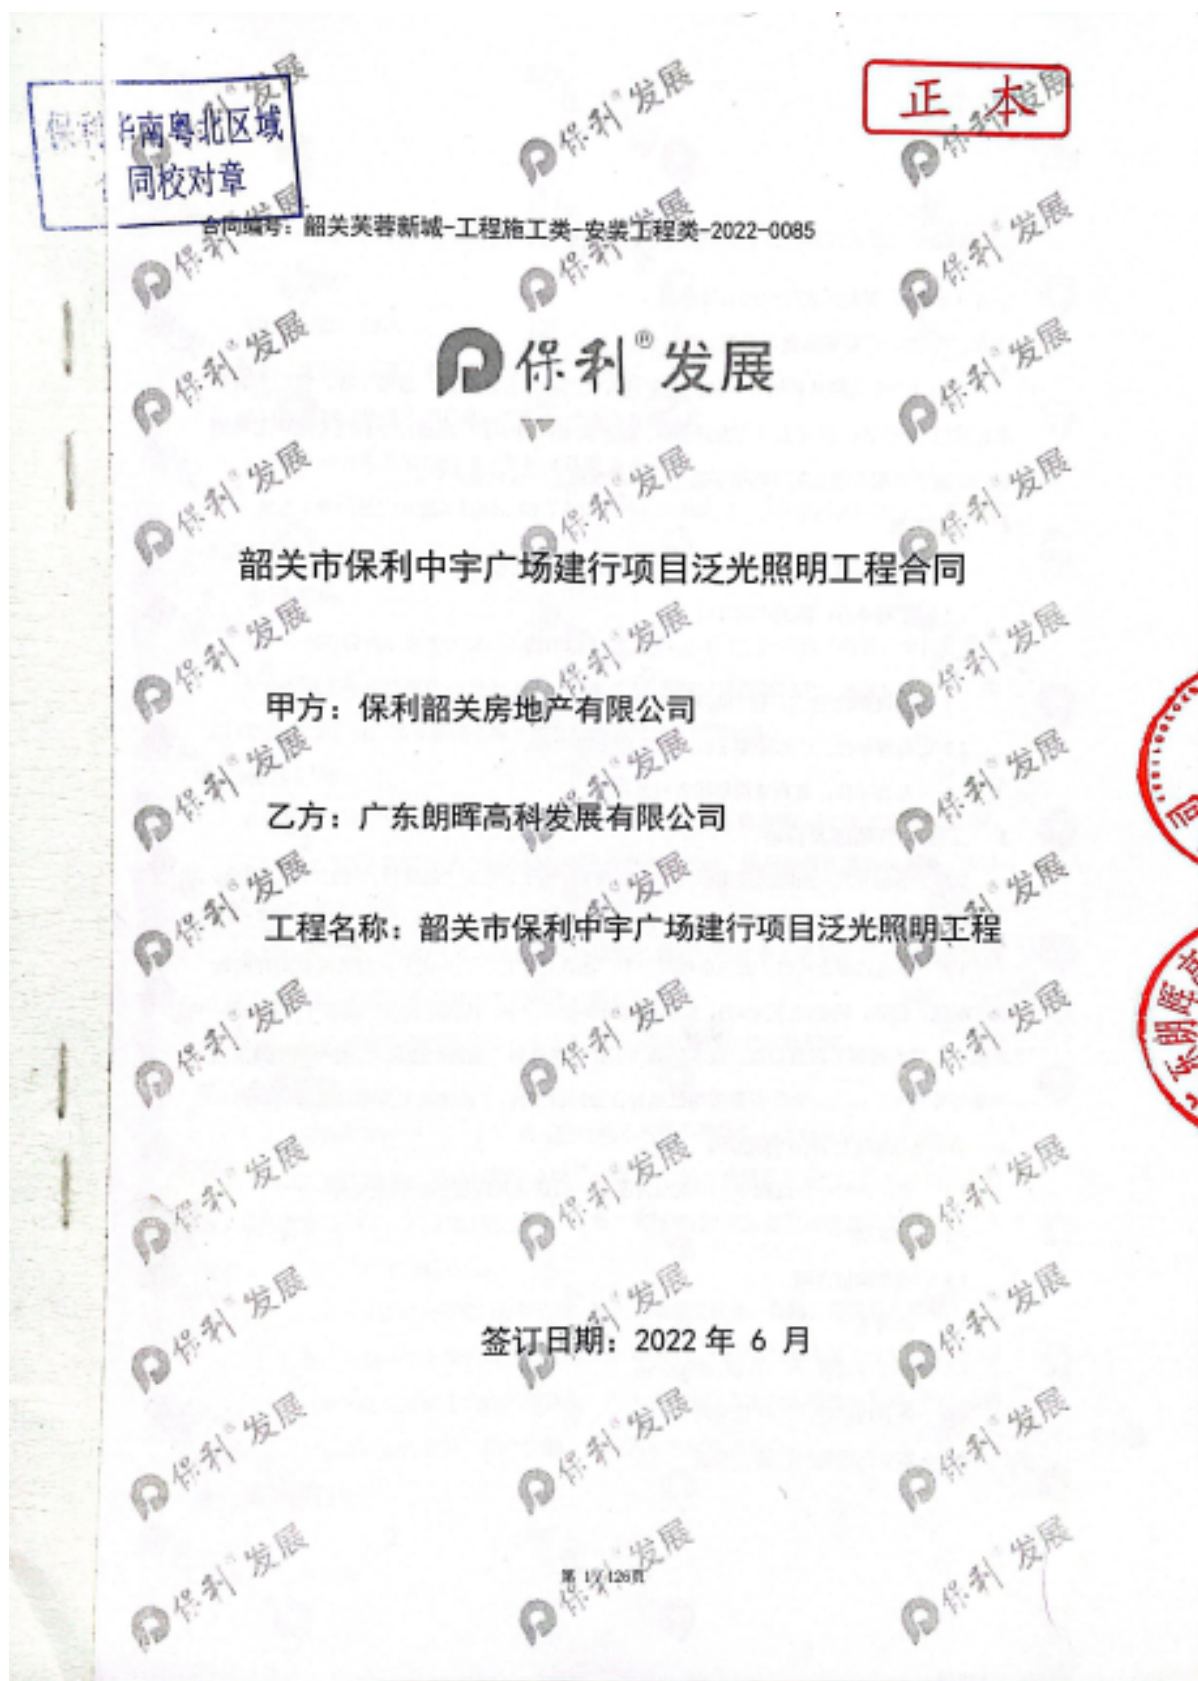 保利华南粤北区域
同校对章
正本
合同编号：韶关芙蓉新城-工程施工类-安装工程类-2022-0085
保利®发展
韶关市保利中宇广场建行项目泛光照明工程合同
甲方：保利韶关房地产有限公司
乙方：广东朗晖高科发展有限公司
工程名称：韶关市保利中宇广场建行项目泛光照明工程
签订日期：2022 年 6 月
第 1 / 126页